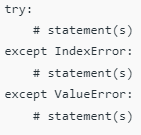 try:
    # statement(s)
except IndexError:
    # statement(s)
except ValueError:
    # statement(s)